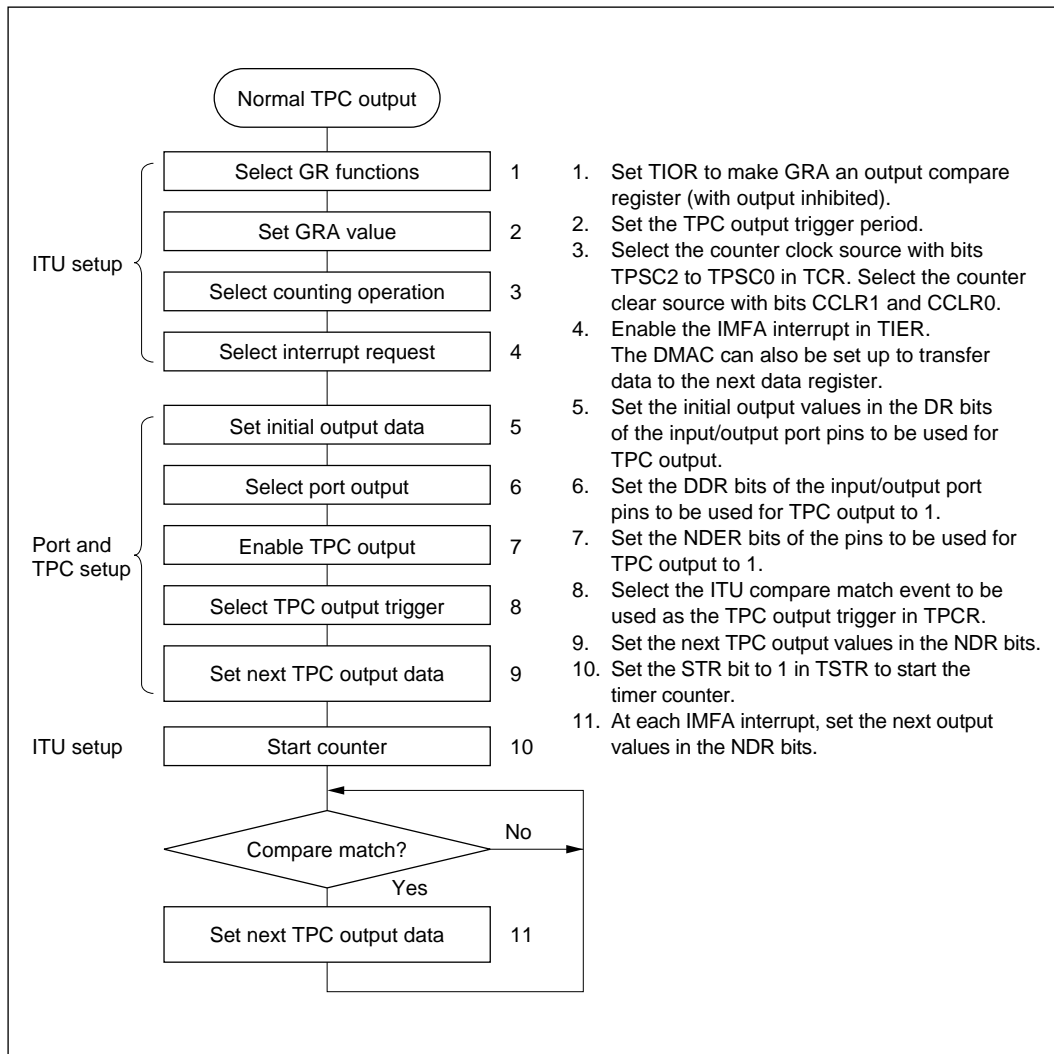 Normal TPC output
Select GR functions
1
Set GRA value
2
ITU setup
Select counting operation
3
Select interrupt request
4
Set initial output data
5
Select port output
6
Port and
TPC setup
Enable TPC output
7
Select TPC output trigger
8
Set next TPC output data
9
ITU setup
Start counter
10
Compare match?
No
Yes
Set next TPC output data
11
1. Set TIOR to make GRA an output compare
register (with output inhibited).
2. Set the TPC output trigger period.
3. Select the counter clock source with bits
TPSC2 to TPSC0 in TCR. Select the counter
clear source with bits CCLR1 and CCLR0.
4. Enable the IMFA interrupt in TIER.
The DMAC can also be set up to transfer
data to the next data register.
5. Set the initial output values in the DR bits
of the input/output port pins to be used for
TPC output.
6. Set the DDR bits of the input/output port
pins to be used for TPC output to 1.
7. Set the NDER bits of the pins to be used for
TPC output to 1.
8. Select the ITU compare match event to be
used as the TPC output trigger in TPCR.
9. Set the next TPC output values in the NDR bits.
10. Set the STR bit to 1 in TSTR to start the
timer counter.
11. At each IMFA interrupt, set the next output
values in the NDR bits.